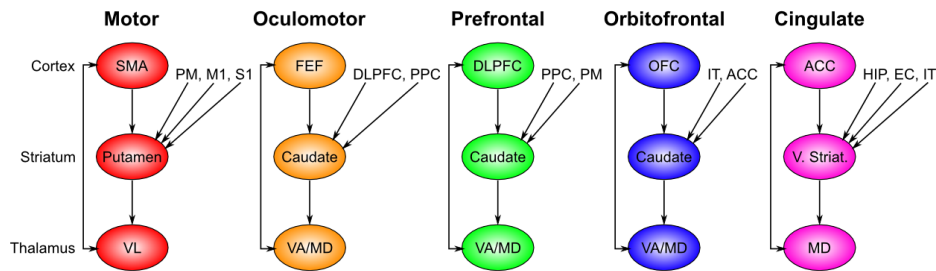 Motor Oculomotor Prefrontal Orbitofrontal Cingulate
Cortex SMA FEF DLPFC OFC ACC
PM, M1, S1 DLPFC, PPC PPC, PM IT, ACC HIP, EC, IT
Striatum Putamen Caudate Caudate Caudate V. Striat.
Thalamus VL VA/MD VA/MD VA/MD MD